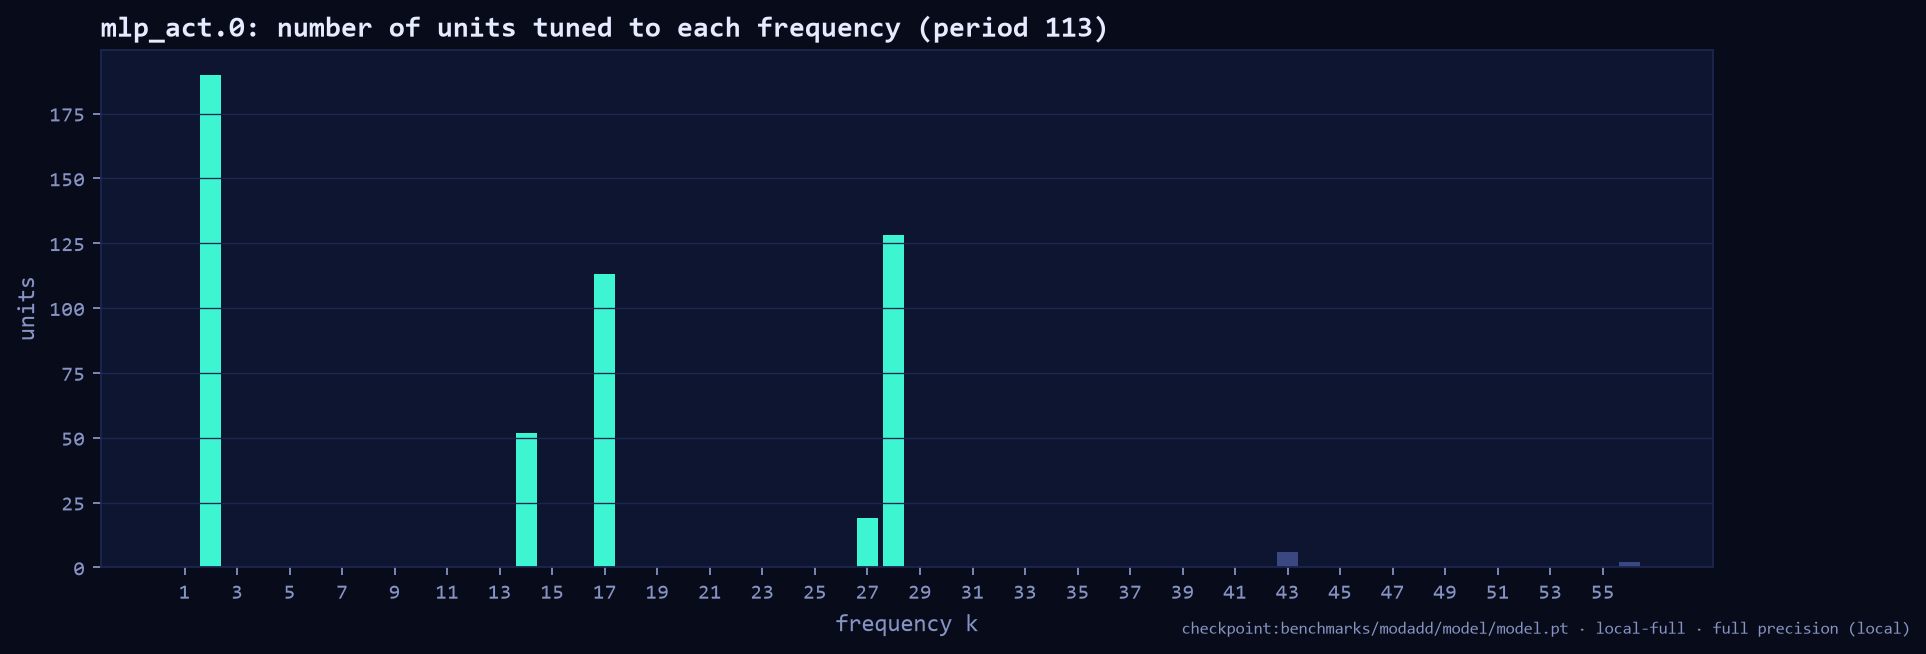 mlp_act.0: number of units tuned to each frequency (period 113)
175
150
125
100
75
50
25
0
units
1 3 5 7 9 11 13 15 17 19 21 23 25 27 29 31 33 35 37 39 41 43 45 47 49 51 53 55
frequency k
checkpoint:benchmarks/modadd/model/model.pt · local-full · full precision (local)